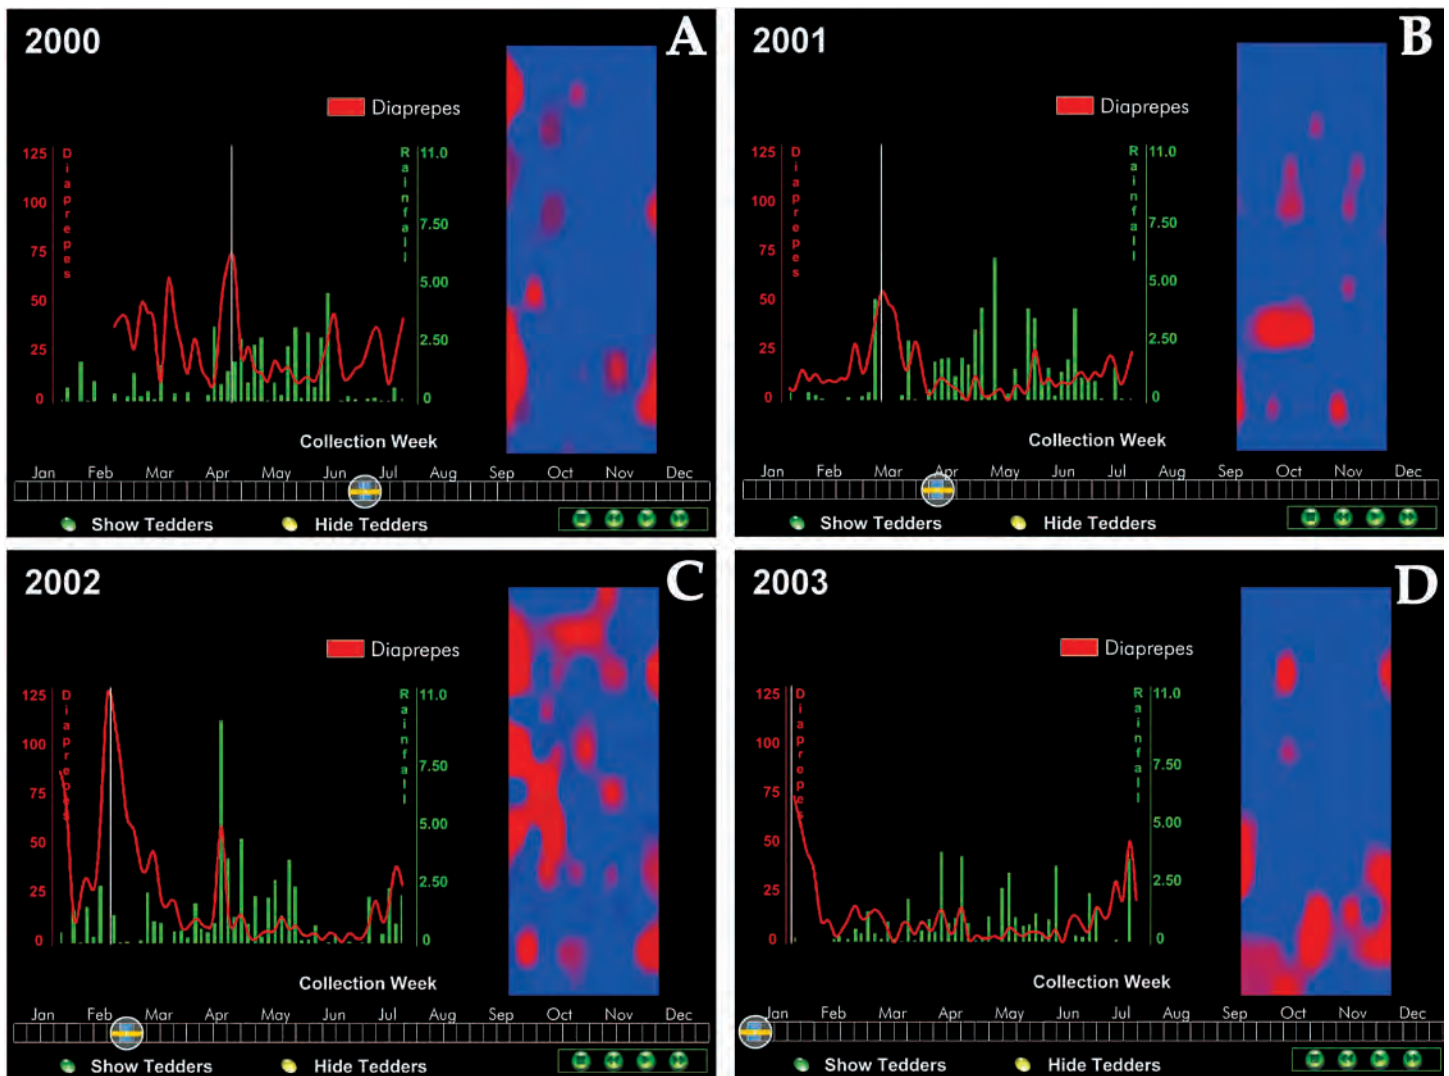 2000
A
Diaprepes
125
100
75
50
25
0
Diaprepes
Rainfall
11.0
7.50
5.00
2.50
0
Collection Week
Jan Feb Mar Apr May Jun Jul Aug Sep Oct Nov Dec
Show Tedders Hide Tedders
2001
B
Diaprepes
125
100
75
50
25
0
Diaprepes
Rainfall
11.0
7.50
5.00
2.50
0
Collection Week
Jan Feb Mar Apr May Jun Jul Aug Sep Oct Nov Dec
Show Tedders Hide Tedders
2002
C
Diaprepes
125
100
75
50
25
0
Diaprepes
Rainfall
11.0
7.50
5.00
2.50
0
Collection Week
Jan Feb Mar Apr May Jun Jul Aug Sep Oct Nov Dec
Show Tedders Hide Tedders
2003
D
Diaprepes
125
100
75
50
25
0
Diaprepes
Rainfall
11.0
7.50
5.00
2.50
0
Collection Week
Jan Feb Mar Apr May Jun Jul Aug Sep Oct Nov Dec
Show Tedders Hide Tedders